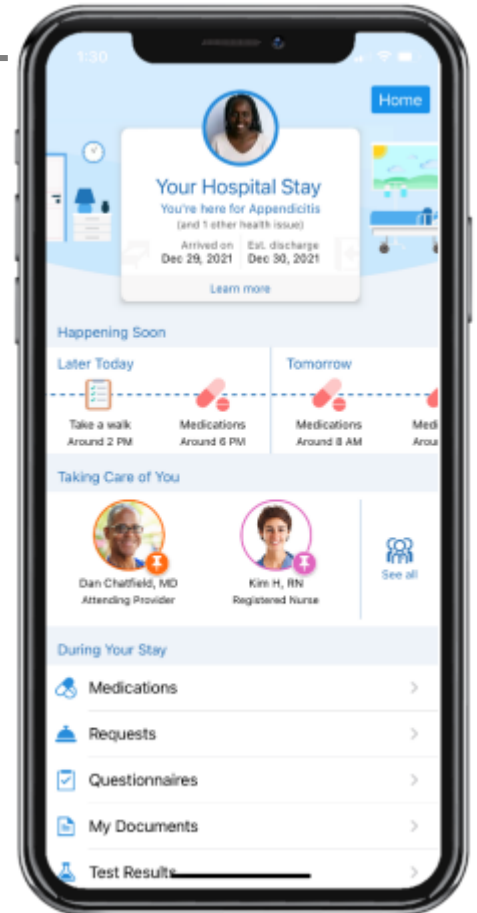 1:30
Home
Your Hospital Stay
You're here for Appendicitis
(and 1 other health issue)
Arrived on Est. discharge
Dec 29, 2021 Dec 30, 2021
Learn more
Happening Soon
Later Today Tomorrow
Take a walk Medications Medications Med
Around 2 PM Around 6 PM Around 8 AM Arou
Taking Care of You
Dan Chatfield, MD Kim H, RN See all
Attending Provider Registered Nurse
During Your Stay
Medications
Requests
Questionnaires
My Documents
Test Results